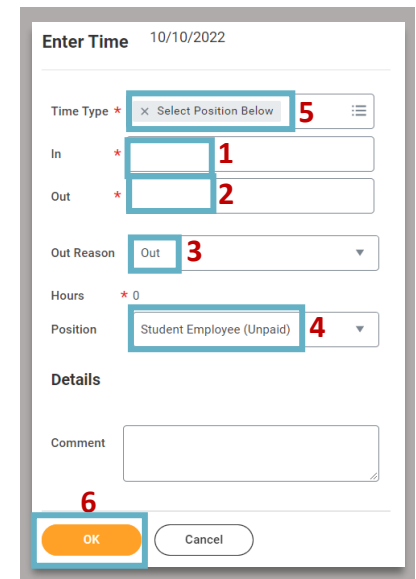 Enter Time 10/10/2022
Time Type * × Select Position Below 5
In * 1
Out * 2
Out Reason Out 3
Hours * 0
Position Student Employee (Unpaid) 4
Details
Comment
6
OK Cancel